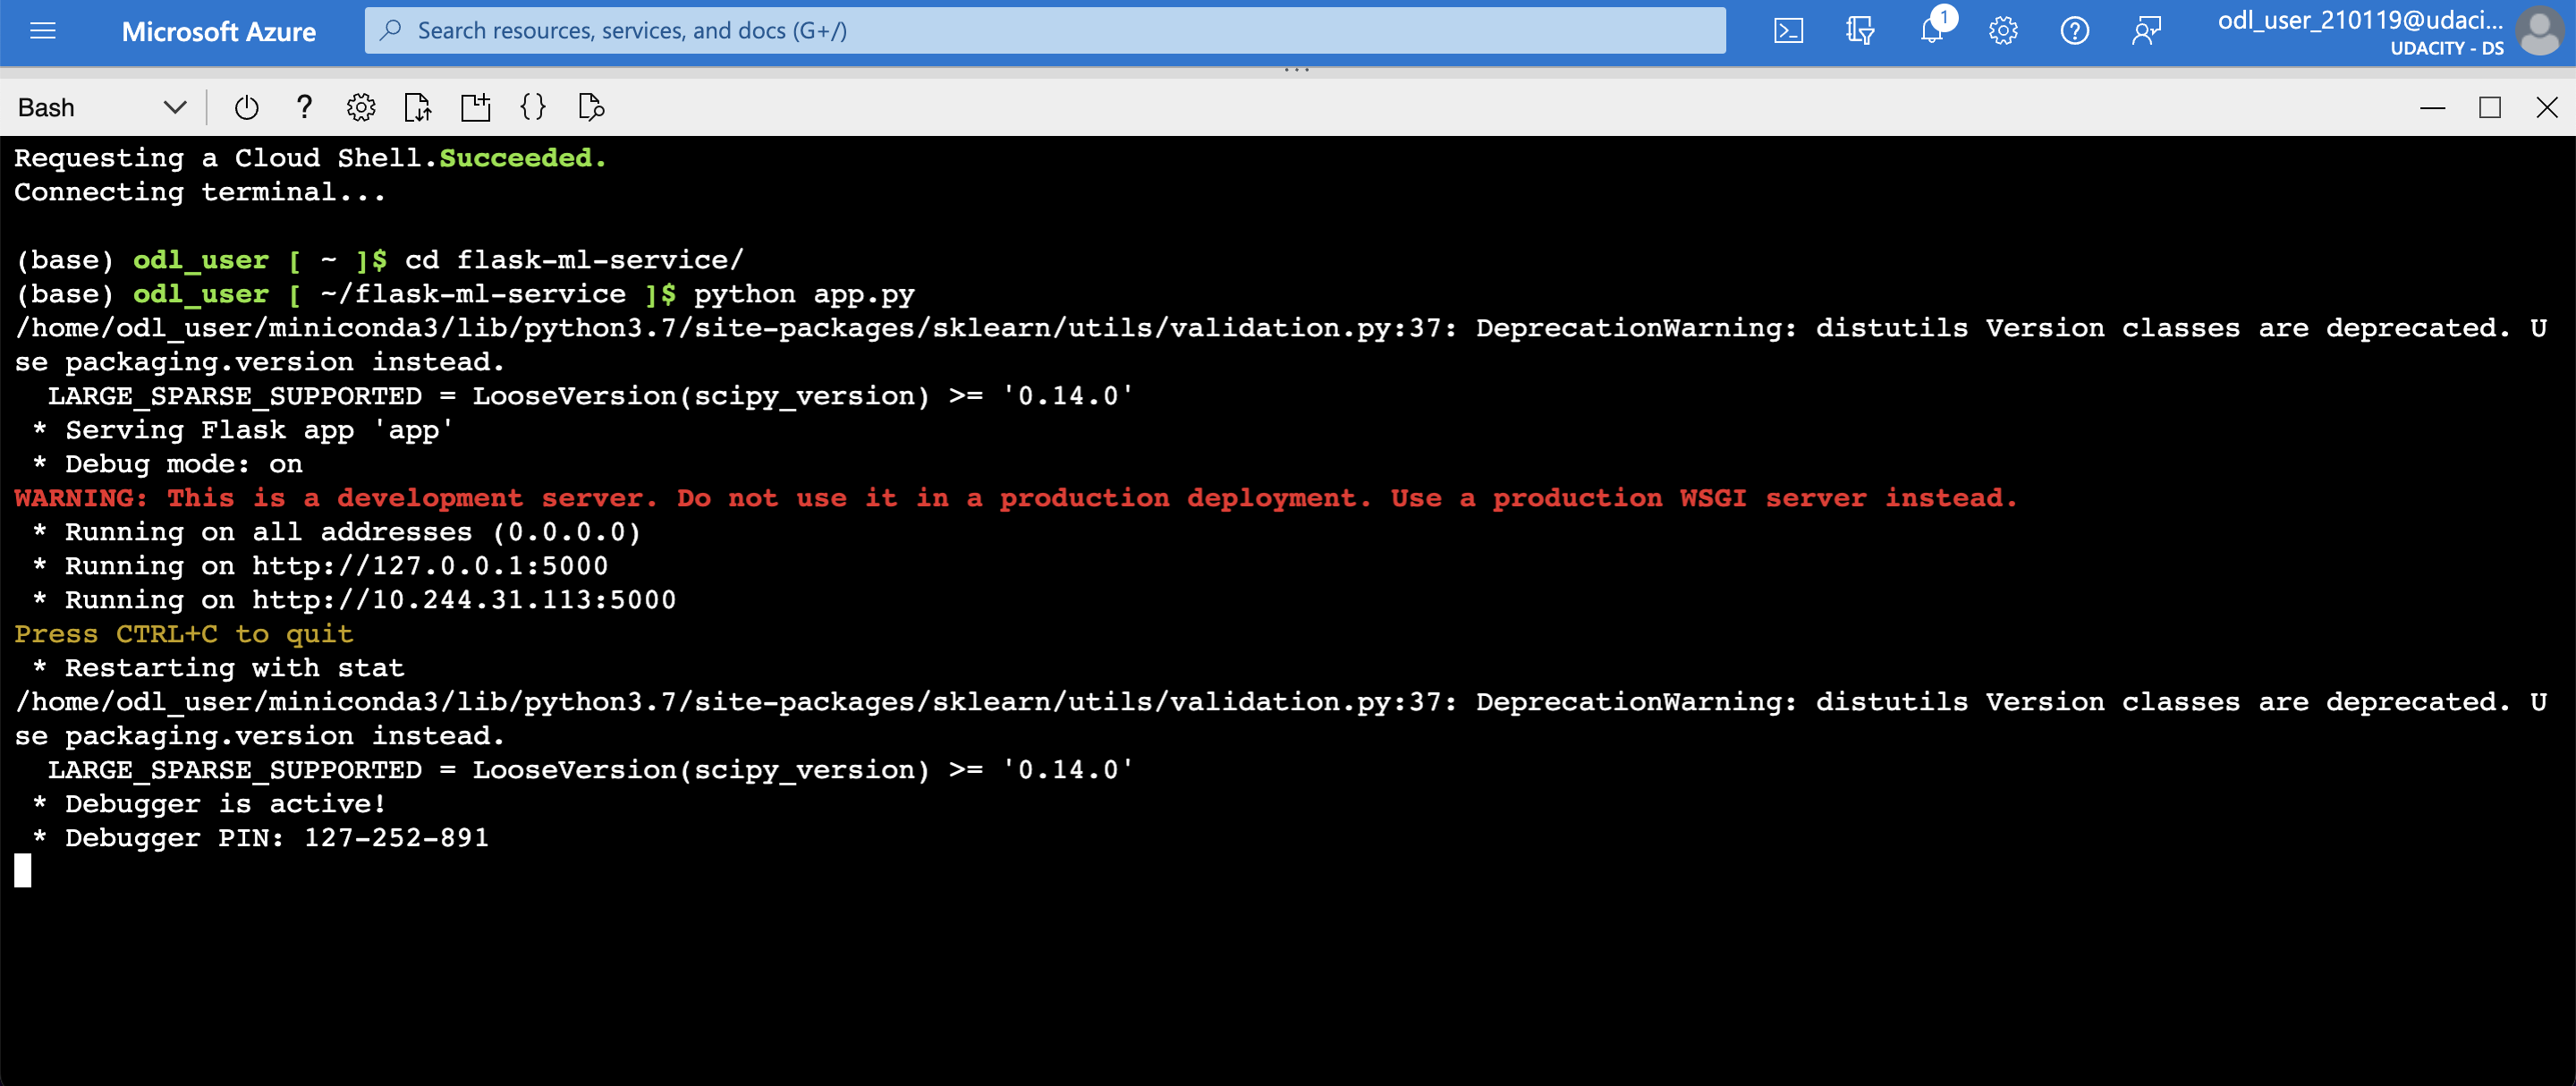 Microsoft Azure
Search resources, services, and docs (G+/)
1
odl_user_210119@udaci...
UDACITY - DS
Bash
Requesting a Cloud Shell.Succeeded.
Connecting terminal...
(base) odl_user [ ~ ]$ cd flask-ml-service/
(base) odl_user [ ~/flask-ml-service ]$ python app.py
/home/odl_user/miniconda3/lib/python3.7/site-packages/sklearn/utils/validation.py:37: DeprecationWarning: distutils Version classes are deprecated. U
se packaging.version instead.
  LARGE_SPARSE_SUPPORTED = LooseVersion(scipy_version) >= '0.14.0'
 * Serving Flask app 'app'
 * Debug mode: on
WARNING: This is a development server. Do not use it in a production deployment. Use a production WSGI server instead.
 * Running on all addresses (0.0.0.0)
 * Running on http://127.0.0.1:5000
 * Running on http://10.244.31.113:5000
Press CTRL+C to quit
 * Restarting with stat
/home/odl_user/miniconda3/lib/python3.7/site-packages/sklearn/utils/validation.py:37: DeprecationWarning: distutils Version classes are deprecated. U
se packaging.version instead.
  LARGE_SPARSE_SUPPORTED = LooseVersion(scipy_version) >= '0.14.0'
 * Debugger is active!
 * Debugger PIN: 127-252-891